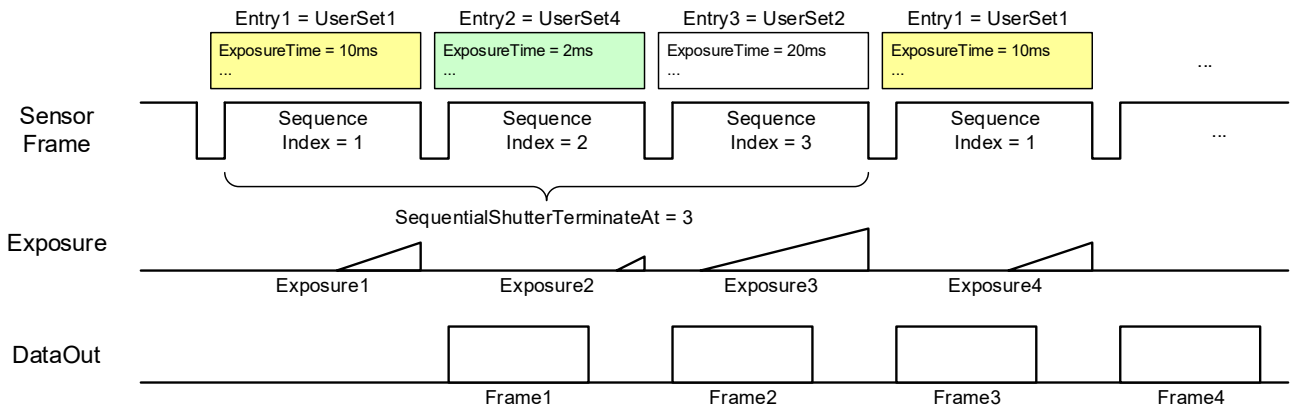 Entry1 = UserSet1 Entry2 = UserSet4 Entry3 = UserSet2 Entry1 = UserSet1
ExposureTime = 10ms ExposureTime = 2ms ExposureTime = 20ms ExposureTime = 10ms
... ... ... ... ...
Sensor Frame
Sequence Index = 1
Sequence Index = 2
Sequence Index = 3
Sequence Index = 1
...
SequentialShutterTerminateAt = 3
Exposure
Exposure1 Exposure2 Exposure3 Exposure4
DataOut
Frame1 Frame2 Frame3 Frame4